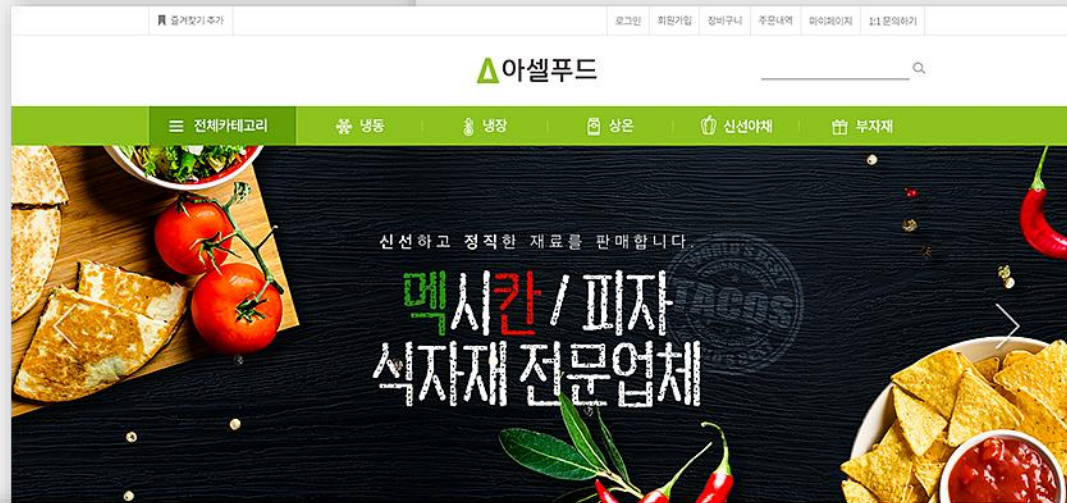 즐겨찾기 추가
로그인 회원가입 장바구니 주문내역 마이페이지 1:1 문의하기
아셀푸드
전체카테고리 냉동 냉장 상온 신선야채 부자재
신선하고 정직한 재료를 판매합니다.
멕시칸 / 피자
식자재 전문업체
TACOS